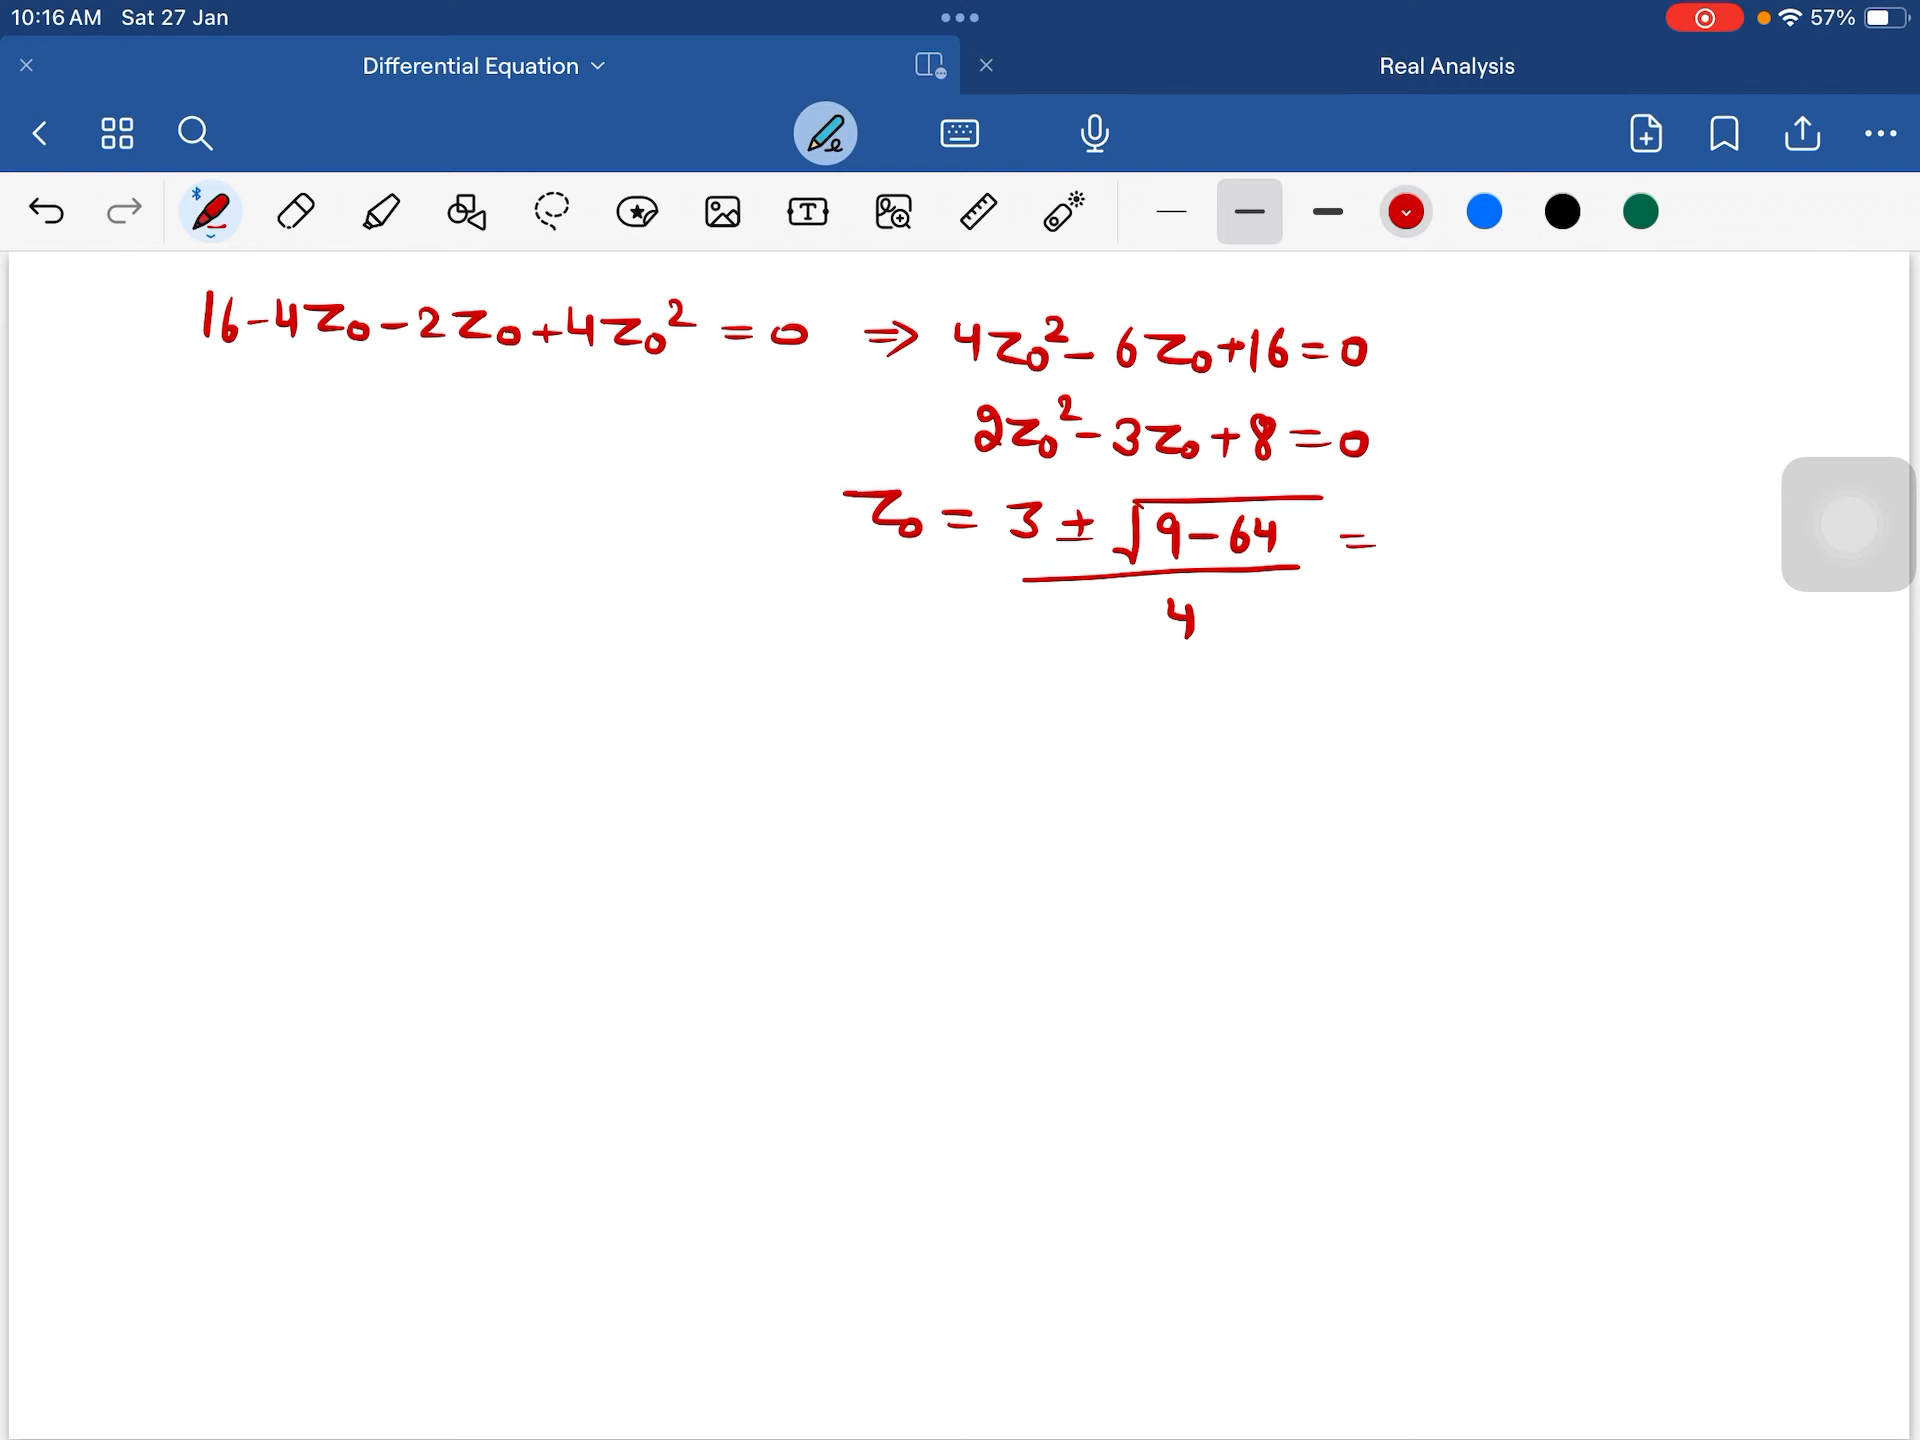 10:16 AM Sat 27 Jan
57%
Differential Equation
Real Analysis
16-4z₀-2z₀+4z₀² = 0 ⇒ 4z₀²-6z₀+16=0
2z₀²-3z₀+8=0
z₀ = 3 ± √9-64 =
4